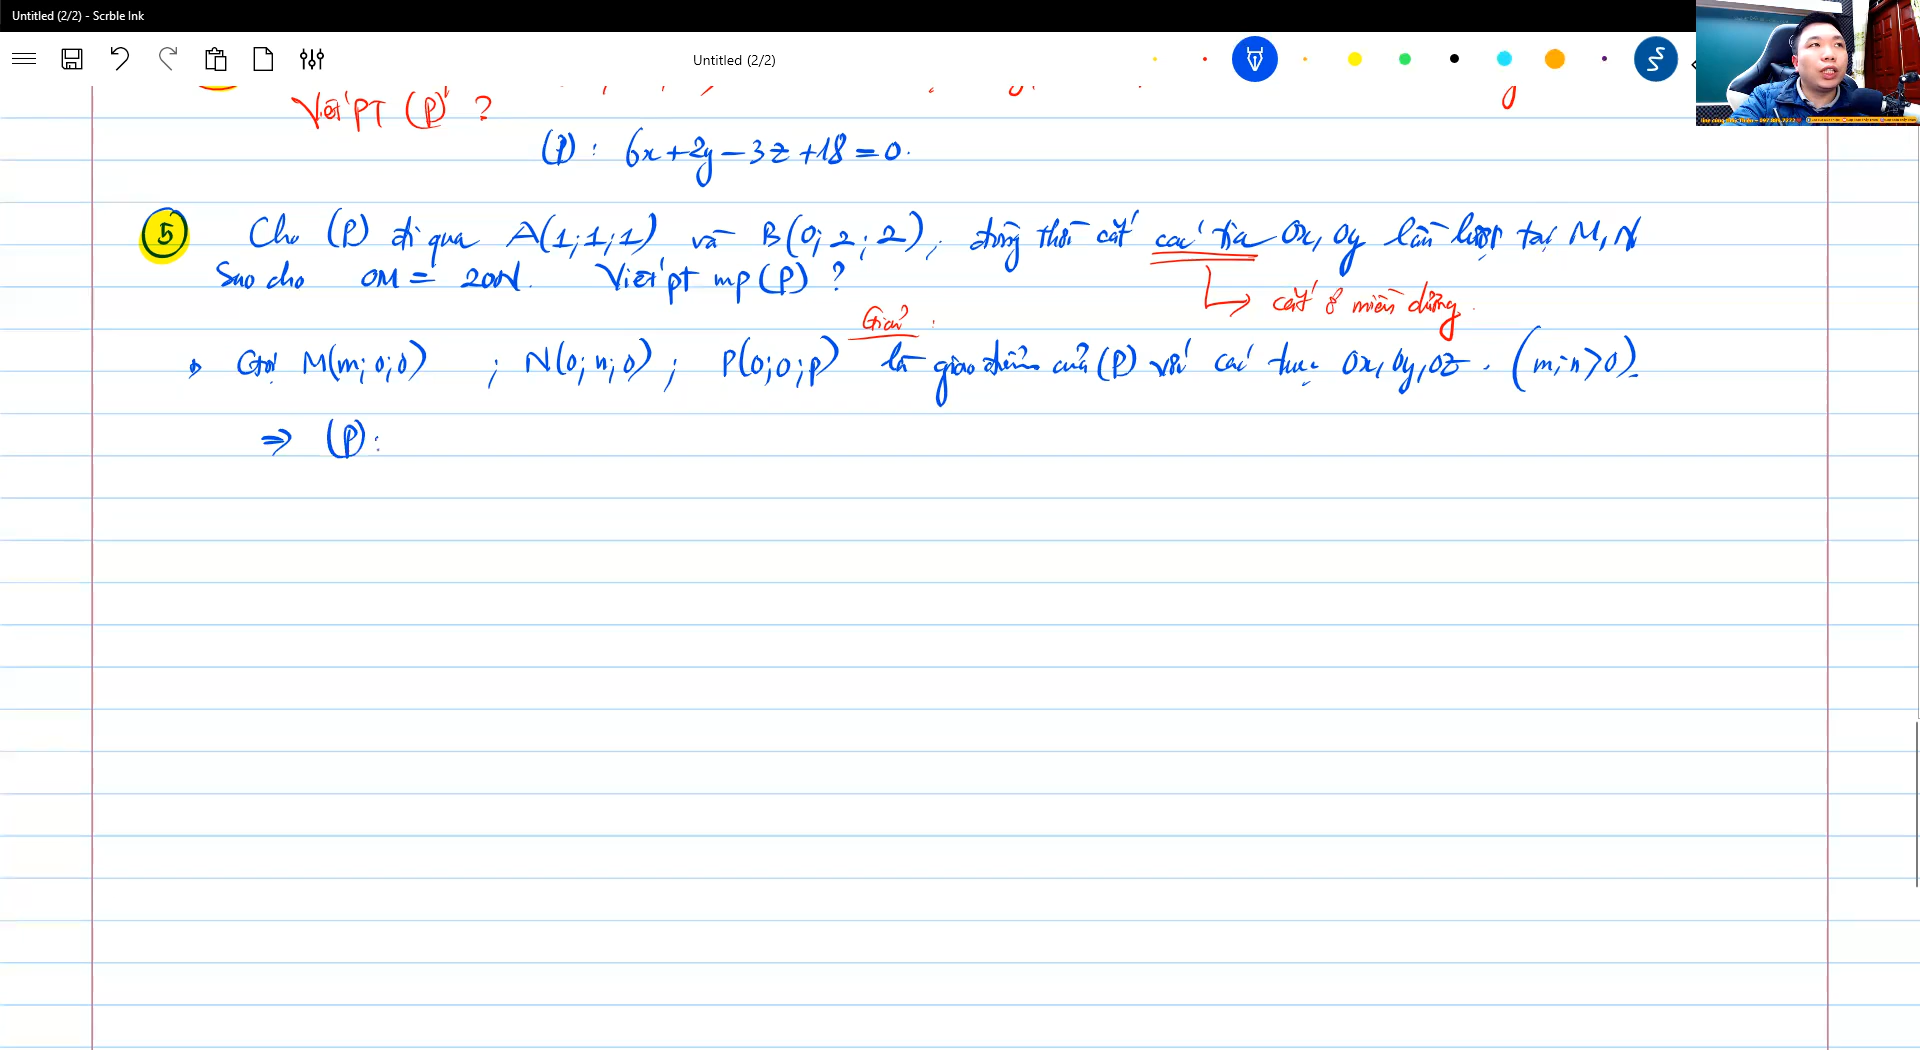 Untitled (2/2) - Scrble Ink
Untitled (2/2)
Viết PT (P) ?
(P): 6x + 2y - 3z + 18 = 0.
5 Cho (P) đi qua A(1;1;1) và B(0;2;2), đồng thời cắt các tia Ox, Oy lần lượt tại M, N
Sao cho OM = 2ON. Viết pt mp (P) ?
cắt ở miền dương.
Giải :
Gọi M(m;0;0) ; N(0;n;0) ; P(0;0;p) là giao điểm của (P) với các trục Ox, Oy, Oz. (m;n>0).
⇒ (P):